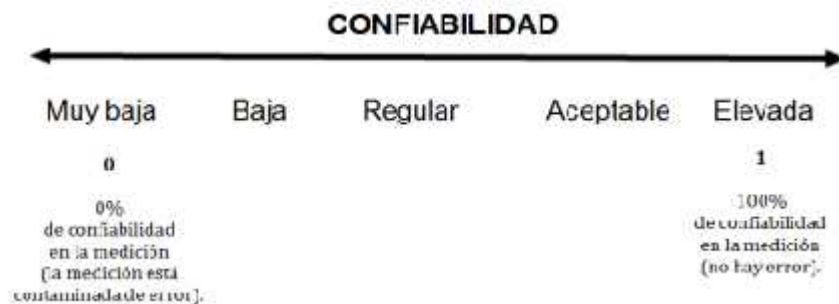 CONFIABILIDAD
Muy baja Baja Regular Aceptable Elevada
0 1
0%
de confiabilidad
en la medición
(la medición está
contaminada de error).
100%
de confiabilidad
en la medición
(no hay error).